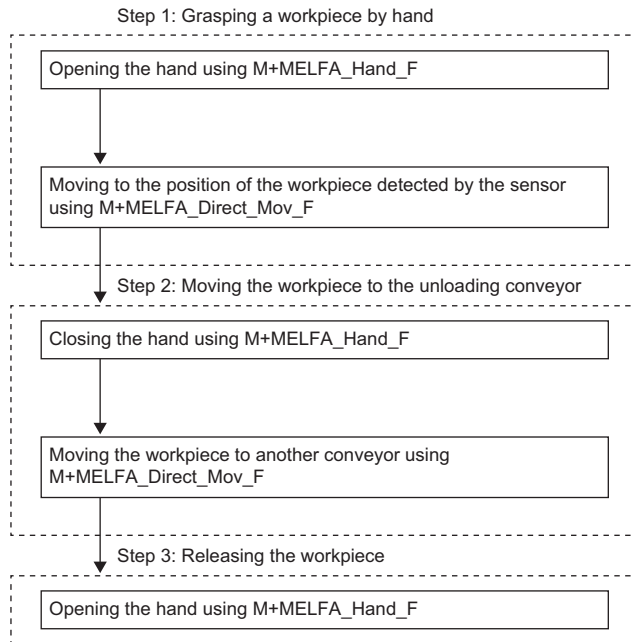 Step 1: Grasping a workpiece by hand
Opening the hand using M+MELFA_Hand_F
Moving to the position of the workpiece detected by the sensor
using M+MELFA_Direct_Mov_F
Step 2: Moving the workpiece to the unloading conveyor
Closing the hand using M+MELFA_Hand_F
Moving the workpiece to another conveyor using
M+MELFA_Direct_Mov_F
Step 3: Releasing the workpiece
Opening the hand using M+MELFA_Hand_F